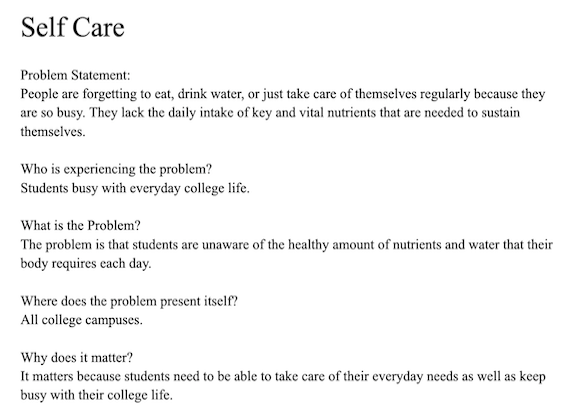 Self Care
Problem Statement:
People are forgetting to eat, drink water, or just take care of themselves regularly because they
are so busy. They lack the daily intake of key and vital nutrients that are needed to sustain
themselves.
Who is experiencing the problem?
Students busy with everyday college life.
What is the Problem?
The problem is that students are unaware of the healthy amount of nutrients and water that their
body requires each day.
Where does the problem present itself?
All college campuses.
Why does it matter?
It matters because students need to be able to take care of their everyday needs as well as keep
busy with their college life.